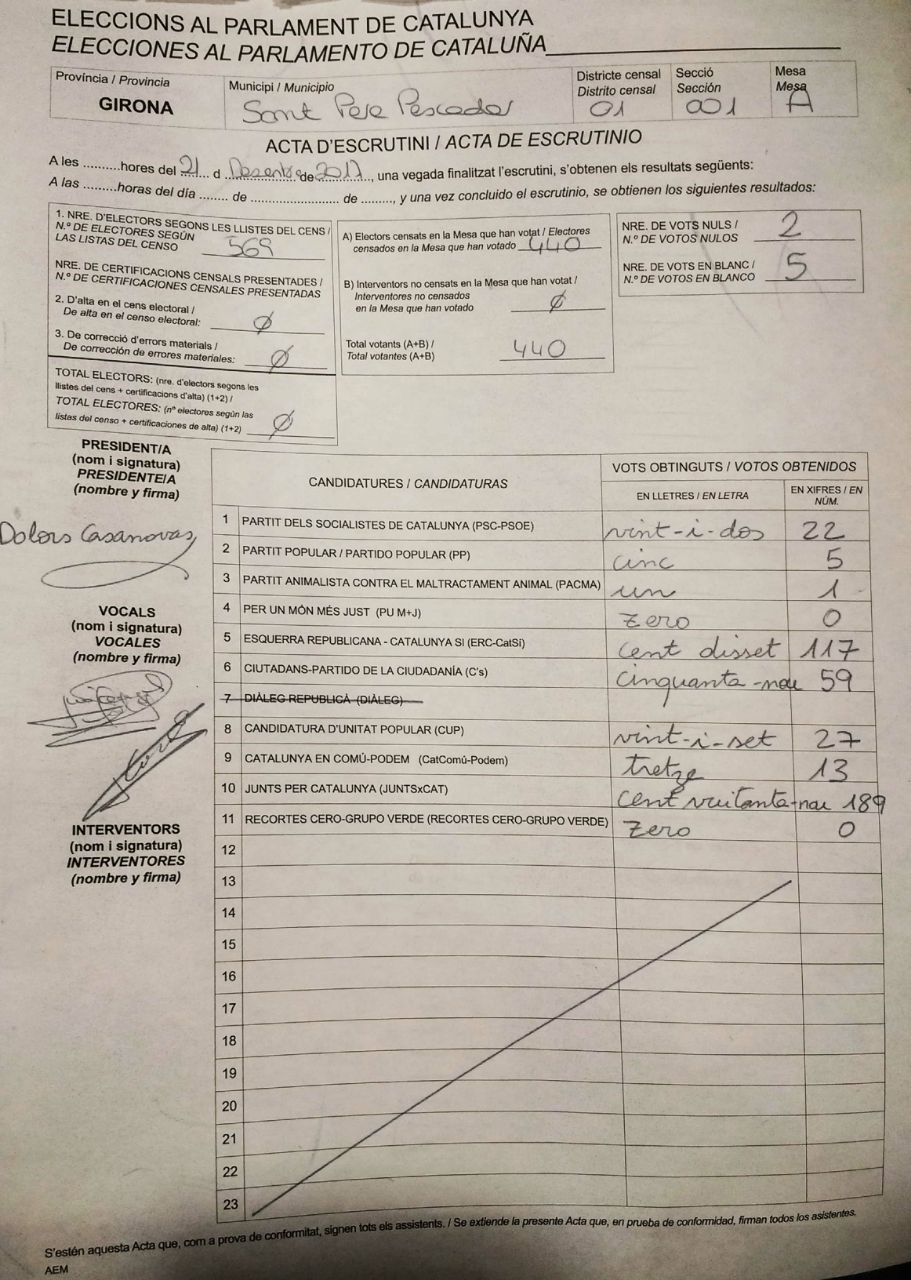 ELECCIONS AL PARLAMENT DE CATALUNYA
ELECCIONES AL PARLAMENTO DE CATALUÑA
Província / Provincia
GIRONA
Municipi / Municipio
Sant Pere Pescador
Districte censal
Distrito censal
01
Secció
Sección
001
Mesa
Mesa
A
ACTA D'ESCRUTINI / ACTA DE ESCRUTINIO
A les .........hores del 21 d Desembre de 2017, una vegada finalitzat l'escrutini, s'obtenen els resultats següents:
A las .........horas del día ........ de ......................... de ........, y una vez concluido el escrutinio, se obtienen los siguientes resultados:
1. NRE. D'ELECTORS SEGONS LES LLISTES DEL CENS /
N.º DE ELECTORES SEGÚN
LAS LISTAS DEL CENSO 569
NRE. DE CERTIFICACIONS CENSALS PRESENTADES /
N.º DE CERTIFICACIONES CENSALES PRESENTADAS
2. D'alta en el cens electoral /
De alta en el censo electoral: Ø
3. De correcció d'errors materials /
De corrección de errores materiales: Ø
TOTAL ELECTORS: (nre. d'electors segons les
llistes del cens + certificacions d'alta) (1+2) /
TOTAL ELECTORES: (nº electores según las
listas del censo + certificaciones de alta) (1+2) Ø
A) Electors censats en la Mesa que han votat / Electores
censados en la Mesa que han votado 440
B) Interventors no censats en la Mesa que han votat /
Interventores no censados
en la Mesa que han votado Ø
Total votants (A+B) /
Total votantes (A+B) 440
NRE. DE VOTS NULS /
N.º DE VOTOS NULOS 2
NRE. DE VOTS EN BLANC /
N.º DE VOTOS EN BLANCO 5
PRESIDENT/A
(nom i signatura)
PRESIDENTE/A
(nombre y firma)
Dolors Casanovas
VOCALS
(nom i signatura)
VOCALES
(nombre y firma)
INTERVENTORS
(nom i signatura)
INTERVENTORES
(nombre y firma)
CANDIDATURES / CANDIDATURAS
VOTS OBTINGUTS / VOTOS OBTENIDOS
EN LLETRES / EN LETRA
EN XIFRES / EN
NÚM.
1 PARTIT DELS SOCIALISTES DE CATALUNYA (PSC-PSOE) vint-i-dos 22
2 PARTIT POPULAR / PARTIDO POPULAR (PP) cinc 5
3 PARTIT ANIMALISTA CONTRA EL MALTRACTAMENT ANIMAL (PACMA) un 1
4 PER UN MÓN MÉS JUST (PU M+J) zero 0
5 ESQUERRA REPUBLICANA - CATALUNYA SI (ERC-CatSí) cent disset 117
6 CIUTADANS-PARTIDO DE LA CIUDADANÍA (C's) cinquanta-nou 59
7 DIÀLEG REPUBLICÀ (DIÀLEG)
8 CANDIDATURA D'UNITAT POPULAR (CUP) vint-i-set 27
9 CATALUNYA EN COMÚ-PODEM (CatComú-Podem) tretze 13
10 JUNTS PER CATALUNYA (JUNTSxCAT) cent vuitanta-nou 189
11 RECORTES CERO-GRUPO VERDE (RECORTES CERO-GRUPO VERDE) zero 0
12
13
14
15
16
17
18
19
20
21
22
23
S'estén aquesta Acta que, com a prova de conformitat, signen tots els assistents. / Se extiende la presente Acta que, en prueba de conformidad, firman todos los asistentes.
AEM